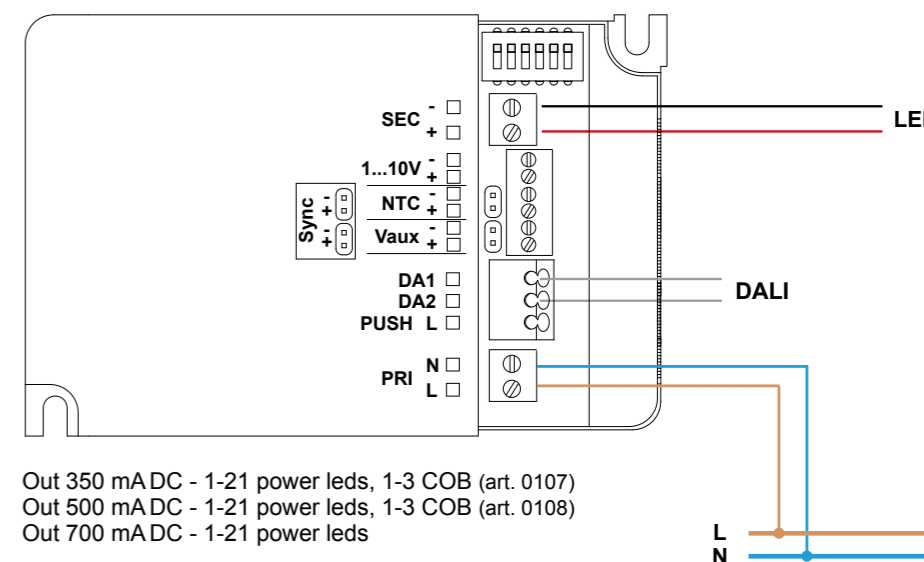 SEC - +
LE
1...10V - +
Sync - + - +
NTC - +
Vaux - +
DA1
DA2
DALI
PUSH L
PRI N L
Out 350 mA DC - 1-21 power leds, 1-3 COB (art. 0107)
Out 500 mA DC - 1-21 power leds, 1-3 COB (art. 0108)
Out 700 mA DC - 1-21 power leds
L
N